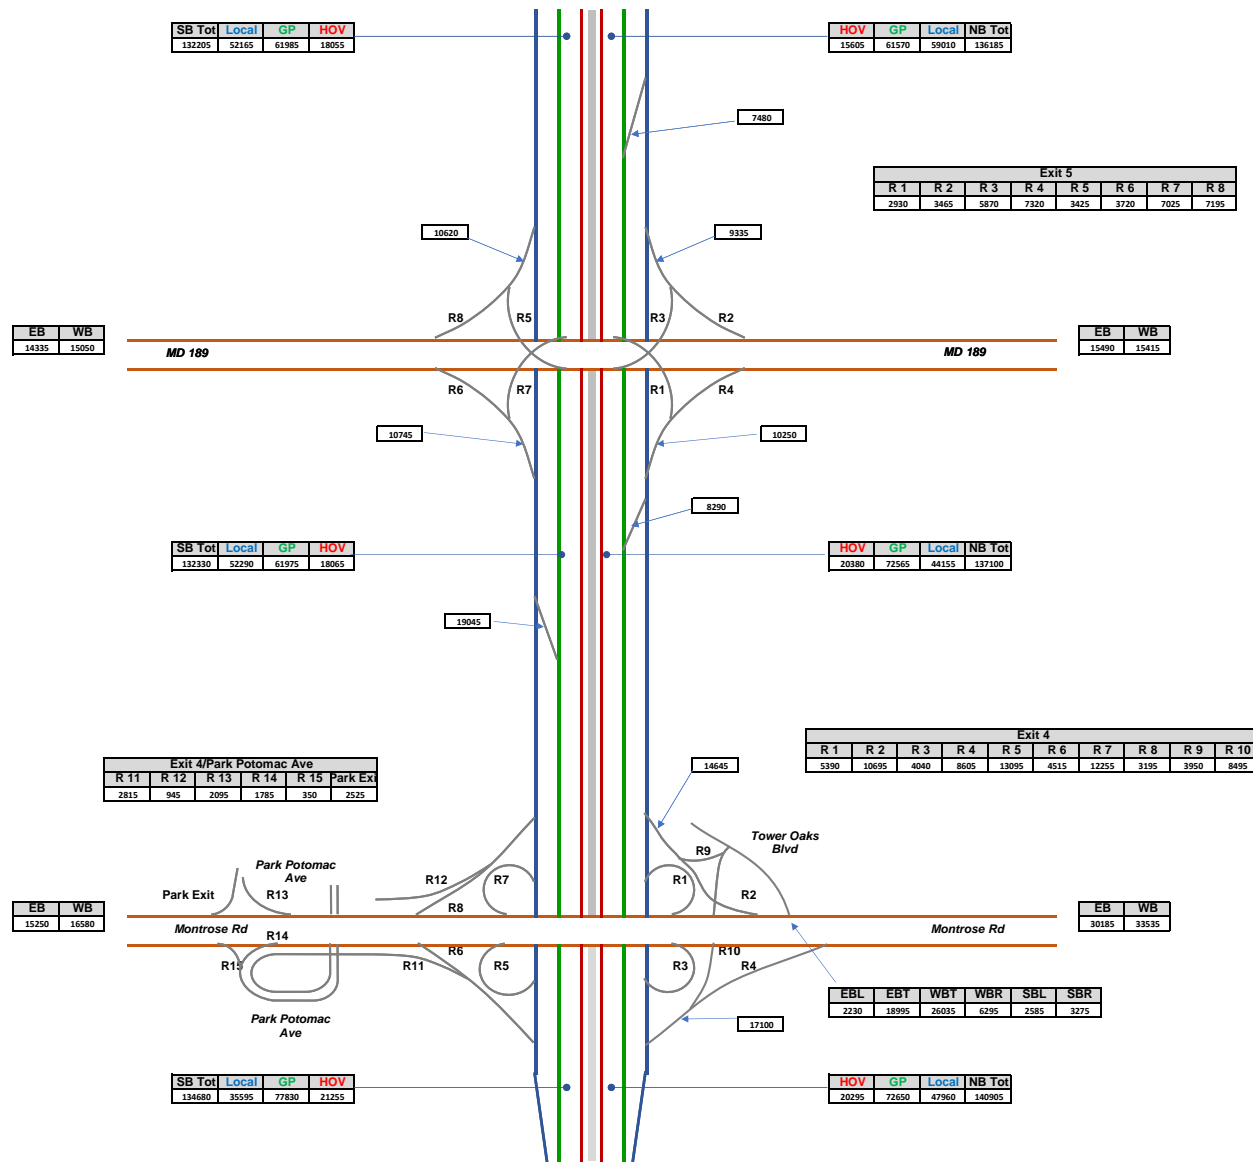 SB Tot Local GP HOV
132205 52165 61985 18055
HOV GP Local NB Tot
15605 61570 59010 136185
7480
Exit 5
R 1 R 2 R 3 R 4 R 5 R 6 R 7 R 8
2930 3465 5870 7320 3425 3720 7025 7195
10620
9335
R8 R5 R3 R2
EB WB
14335 15050
MD 189
MD 189
EB WB
15490 15415
R6 R7 R1 R4
10745
10250
8290
SB Tot Local GP HOV
132330 52290 61975 18065
HOV GP Local NB Tot
20380 72565 44155 137100
19045
Exit 4
R 1 R 2 R 3 R 4 R 5 R 6 R 7 R 8 R 9 R 10
5390 10695 4040 8605 13095 4515 12255 3195 3950 8495
Exit 4/Park Potomac Ave
R 11 R 12 R 13 R 14 R 15 Park Exi
2815 945 2095 1785 350 2525
14645
Tower Oaks
Blvd
Park Potomac
Ave
R9
Park Exit R13 R12 R7 R1 R2
R8
EB WB
15250 16580
Montrose Rd
Montrose Rd
EB WB
30185 33535
R14
R15 R11 R6 R5 R3 R10 R4
EBL EBT WBT WBR SBL SBR
2230 18995 26035 6295 2585 3275
Park Potomac
Ave
17100
SB Tot Local GP HOV
134680 35595 77830 21255
HOV GP Local NB Tot
20295 72650 47960 140905